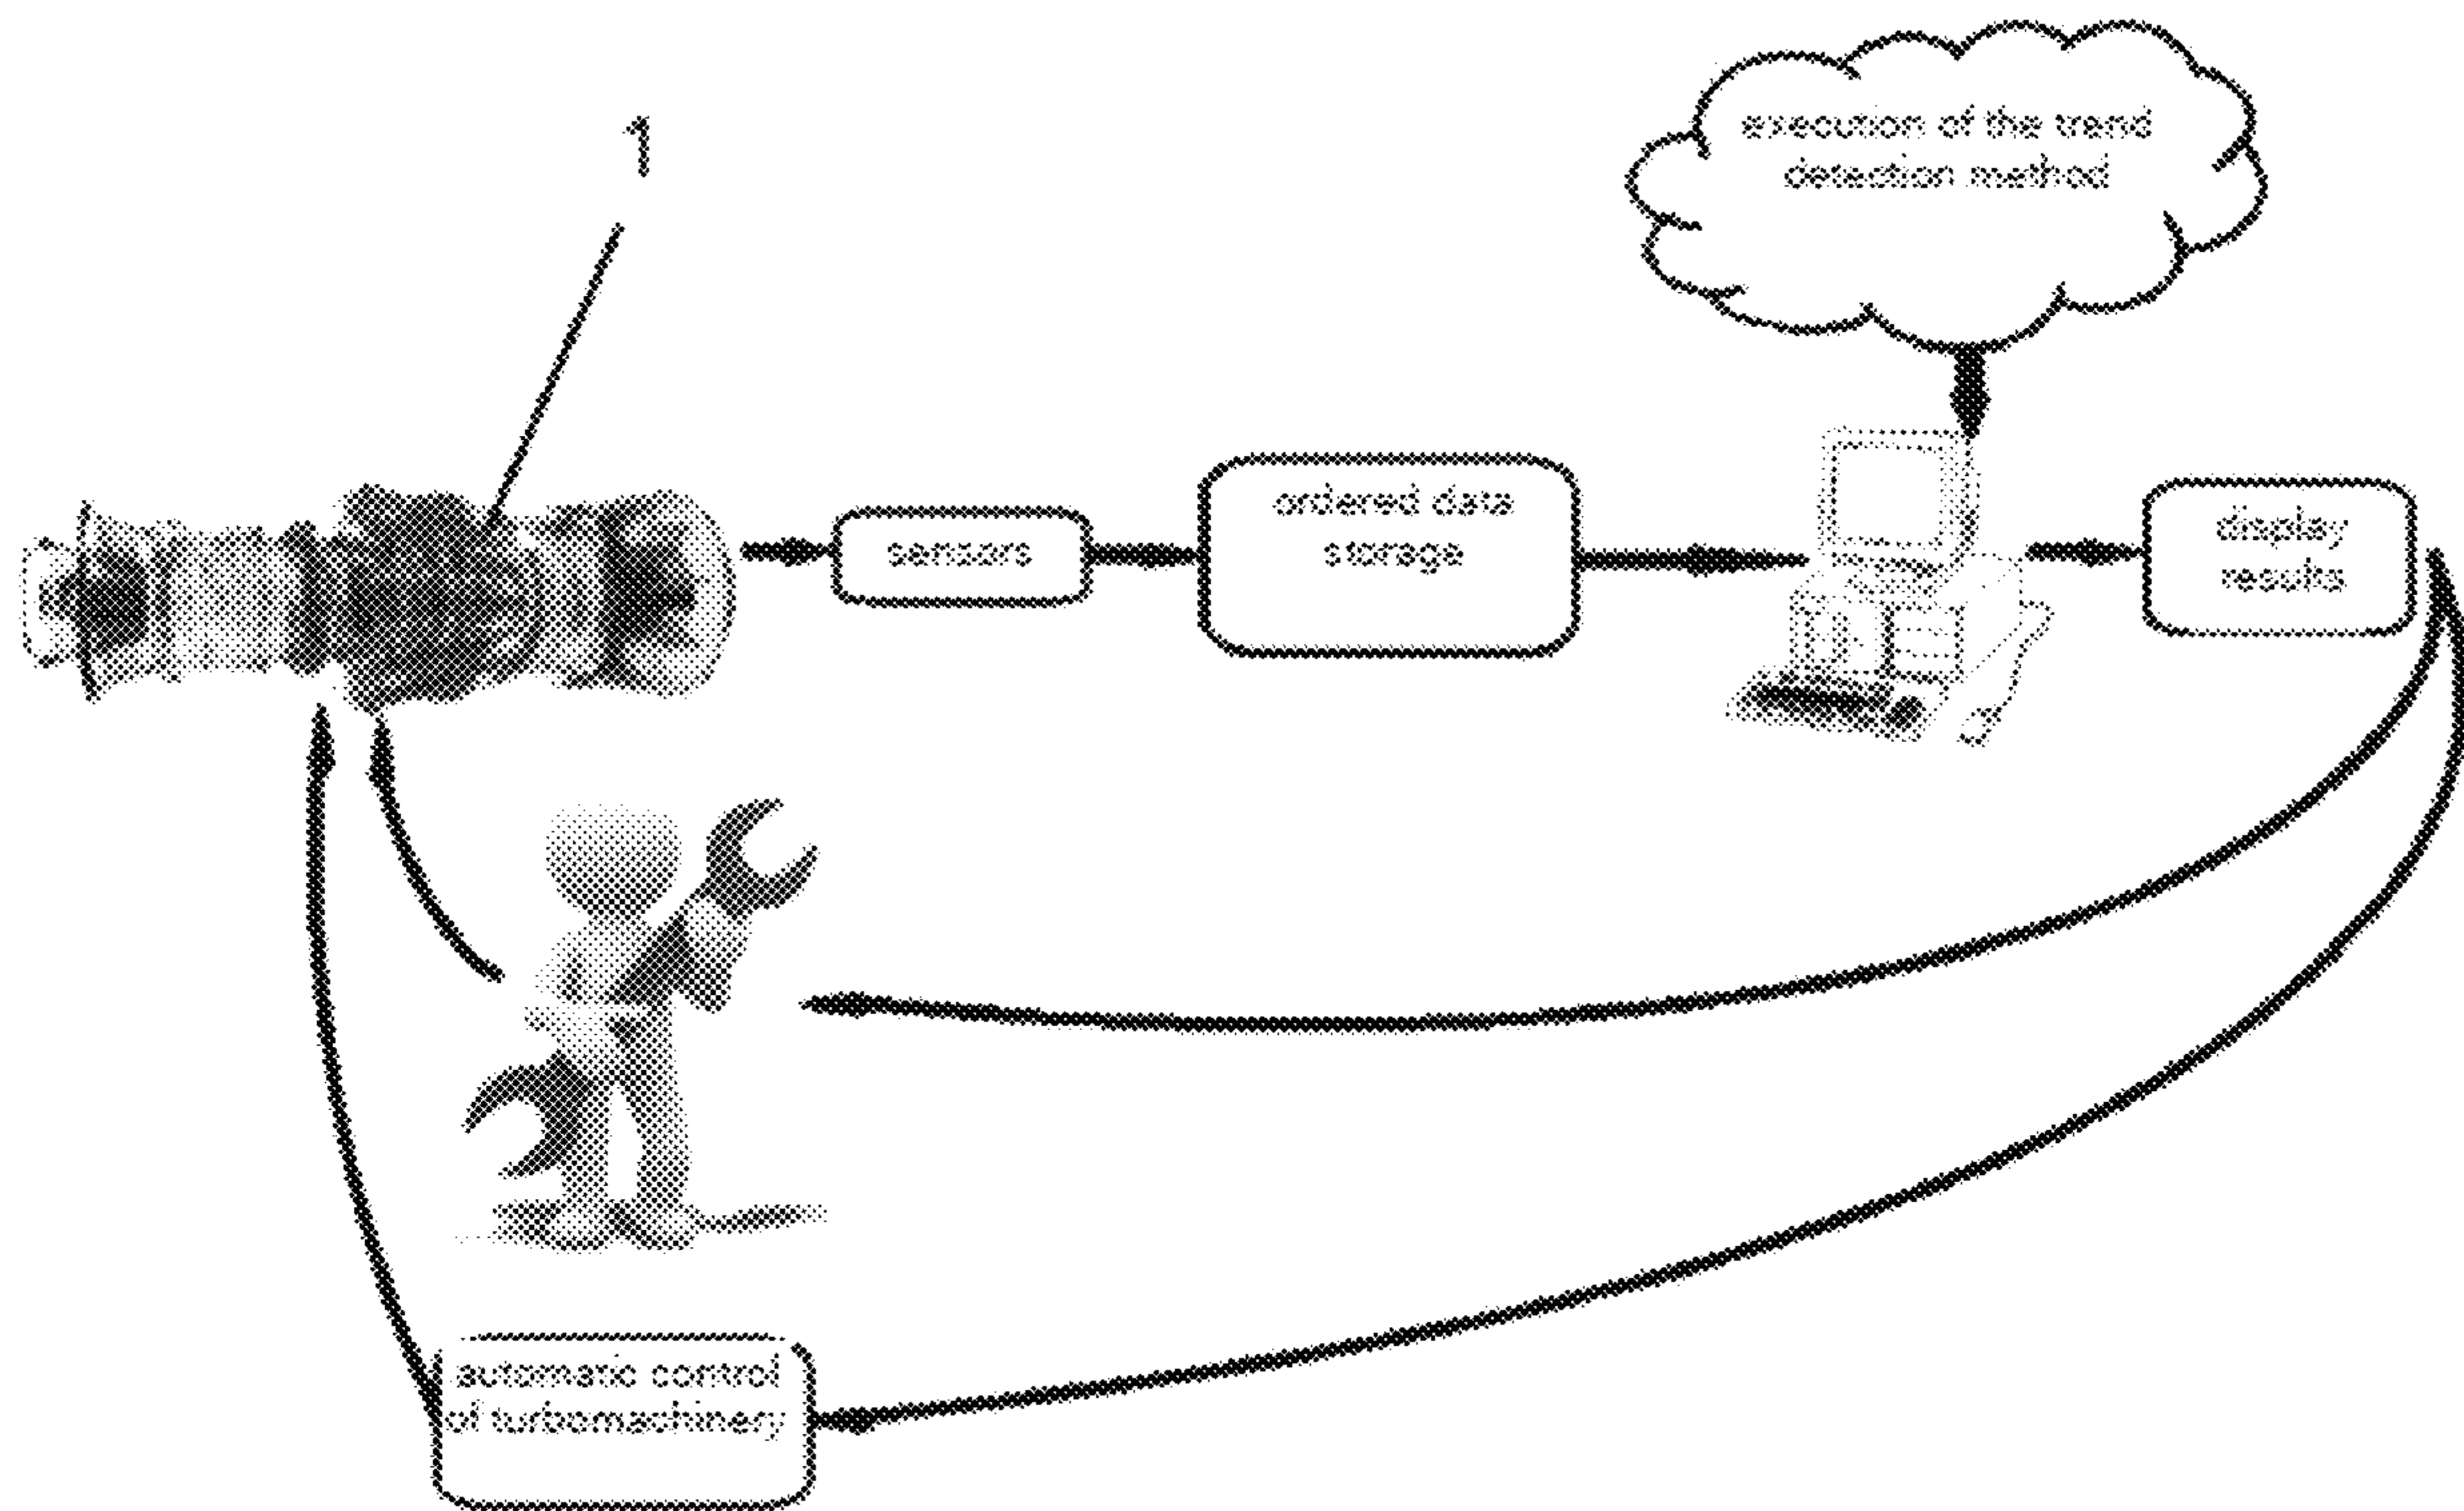 1
execution of the trend
detection method
sensors
ordered data
storage
display
results
automatic control
of turbomachinery